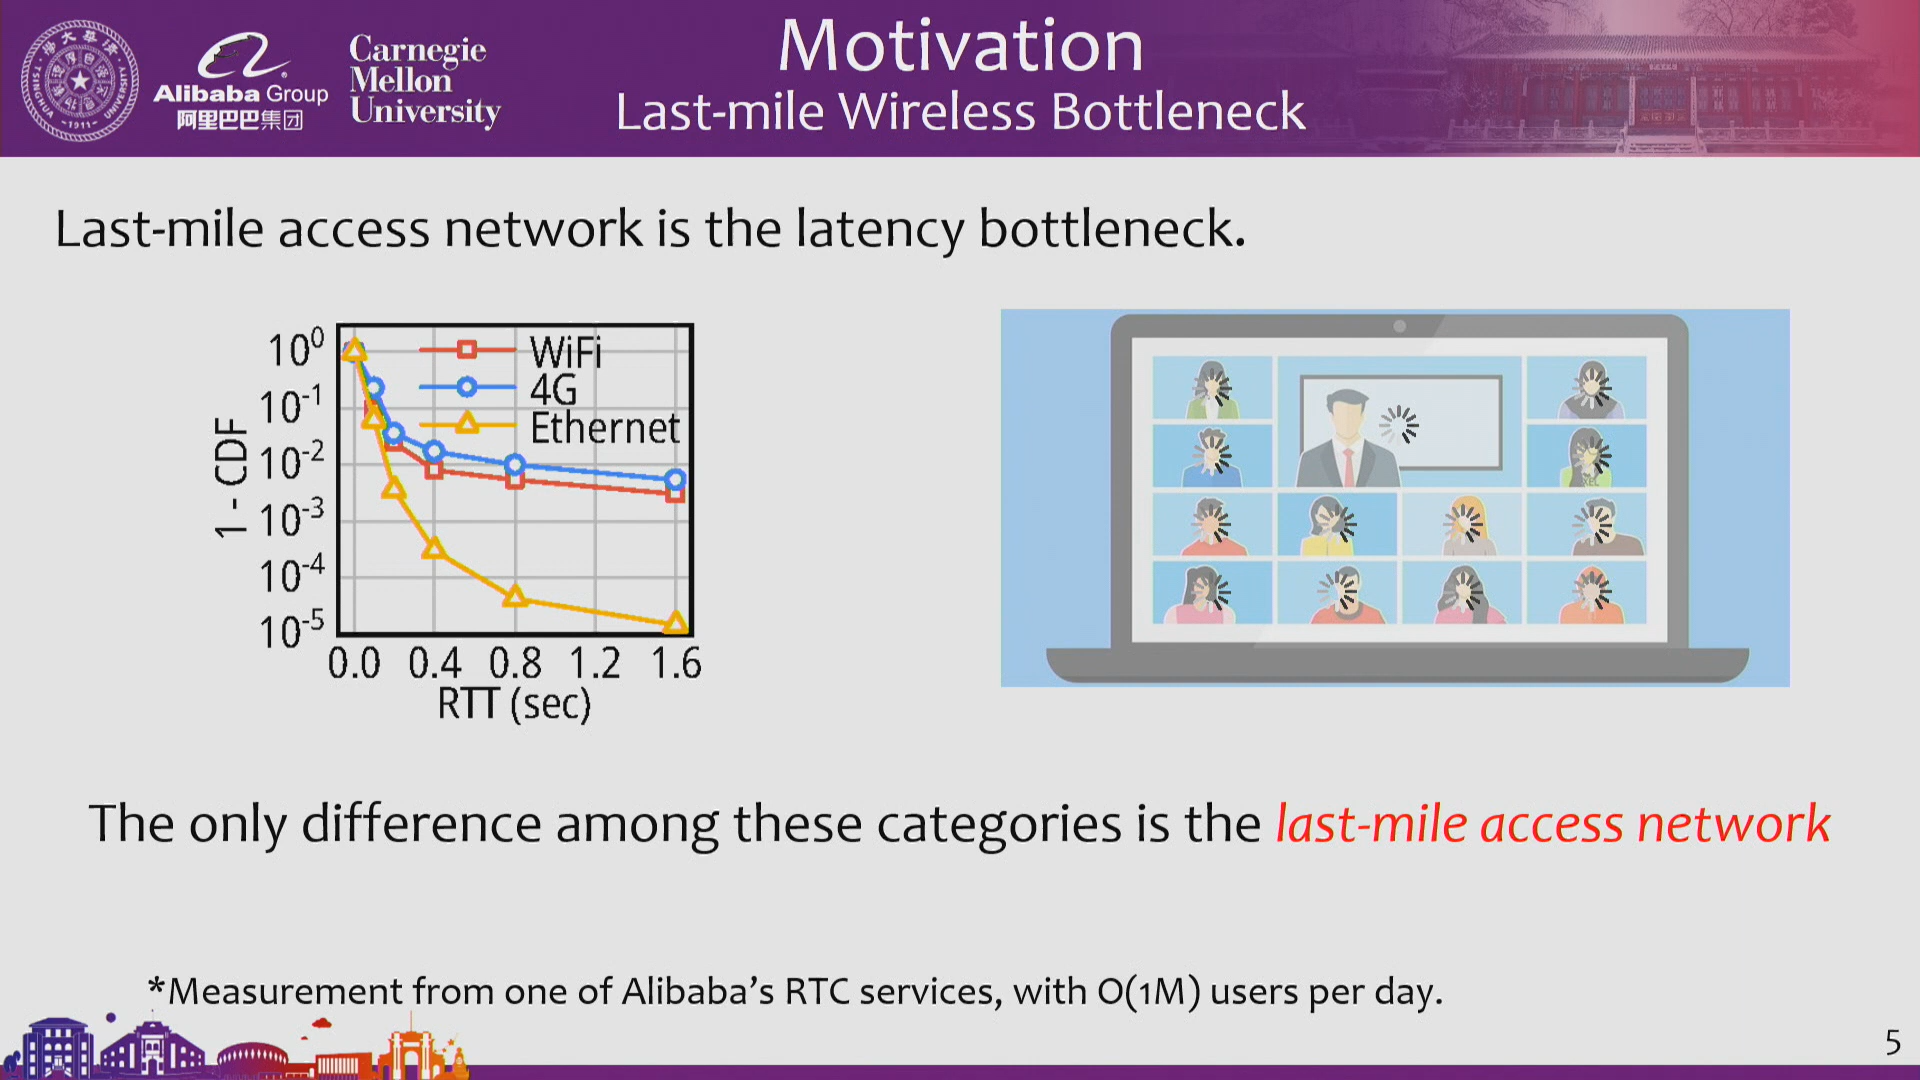 Alibaba Group
阿里巴巴集团
Carnegie
Mellon
University
Motivation
Last-mile Wireless Bottleneck
Last-mile access network is the latency bottleneck.
1 - CDF
10⁰
10⁻¹
10⁻²
10⁻³
10⁻⁴
10⁻⁵
WiFi
4G
Ethernet
0.0 0.4 0.8 1.2 1.6
RTT (sec)
The only difference among these categories is the last-mile access network
*Measurement from one of Alibaba's RTC services, with O(1M) users per day.
5